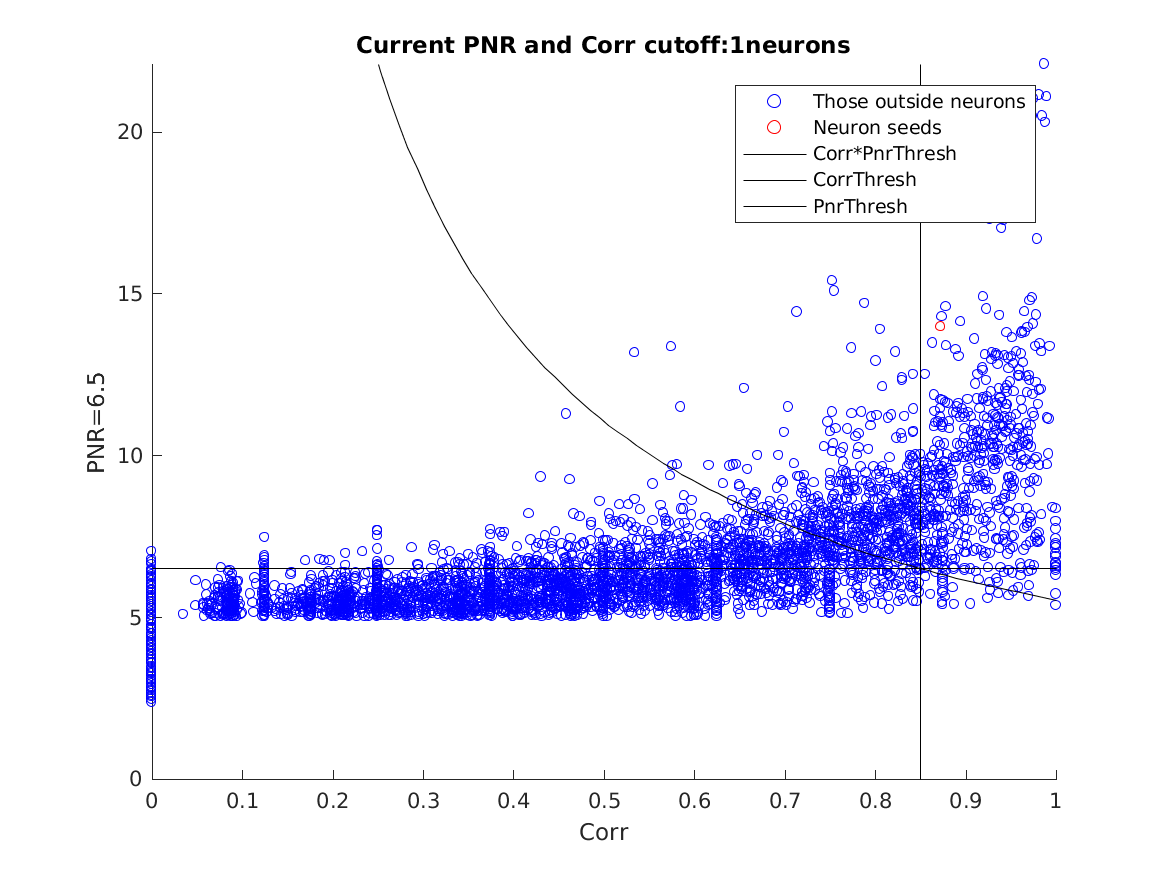 Current PNR and Corr cutoff:1neurons
Those outside neurons
Neuron seeds
Corr*PnrThresh
CorrThresh
PnrThresh
20
15
10
5
0
PNR=6.5
0 0.1 0.2 0.3 0.4 0.5 0.6 0.7 0.8 0.9 1
Corr